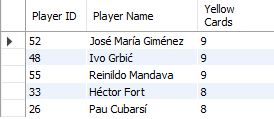 Player ID Player Name Yellow Cards
52 José María Giménez 9
48 Ivo Grbić 9
55 Reinildo Mandava 9
33 Héctor Fort 8
26 Pau Cubarsí 8